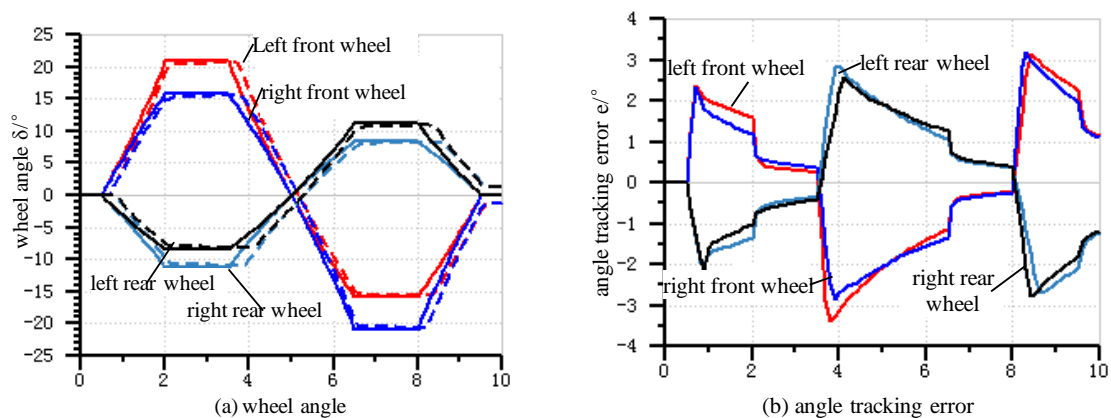 25
20
15
10
5
0
-5
-10
-15
-20
-25
wheel angle δ/°
0 2 4 6 8 10
Left front wheel
right front wheel
left rear wheel
right rear wheel
(a) wheel angle
4
3
2
1
0
-1
-2
-3
-4
angle tracking error e/°
0 2 4 6 8 10
left front wheel
left rear wheel
right front wheel
right rear
wheel
(b) angle tracking error